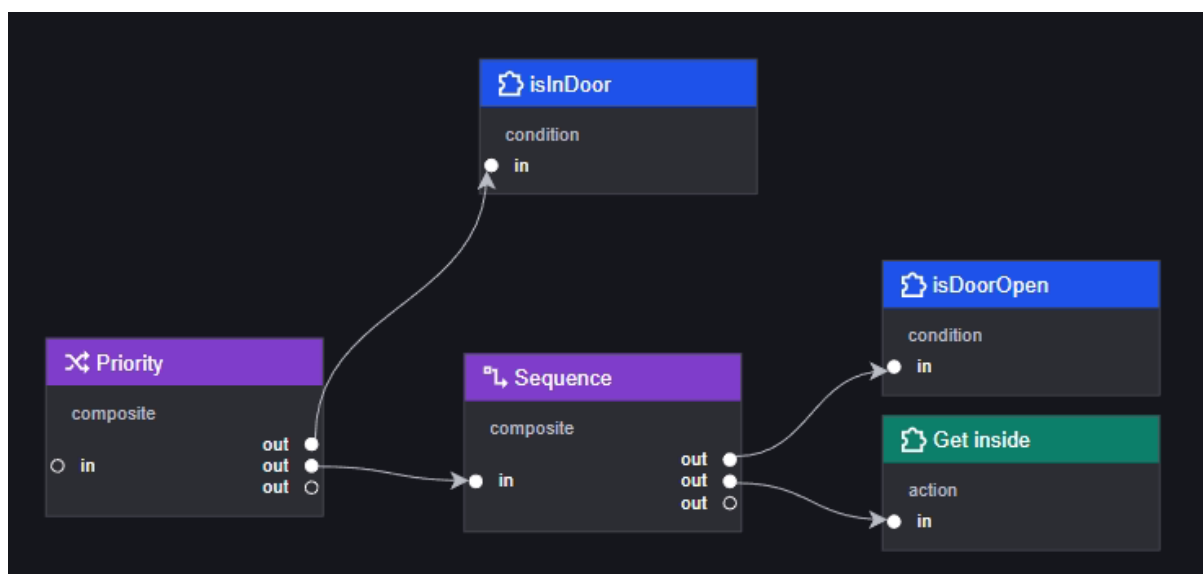 isInDoor
condition
in
isDoorOpen
condition
in
Priority
composite
out
in out
out
Sequence
composite
out
in out
out
Get inside
action
in